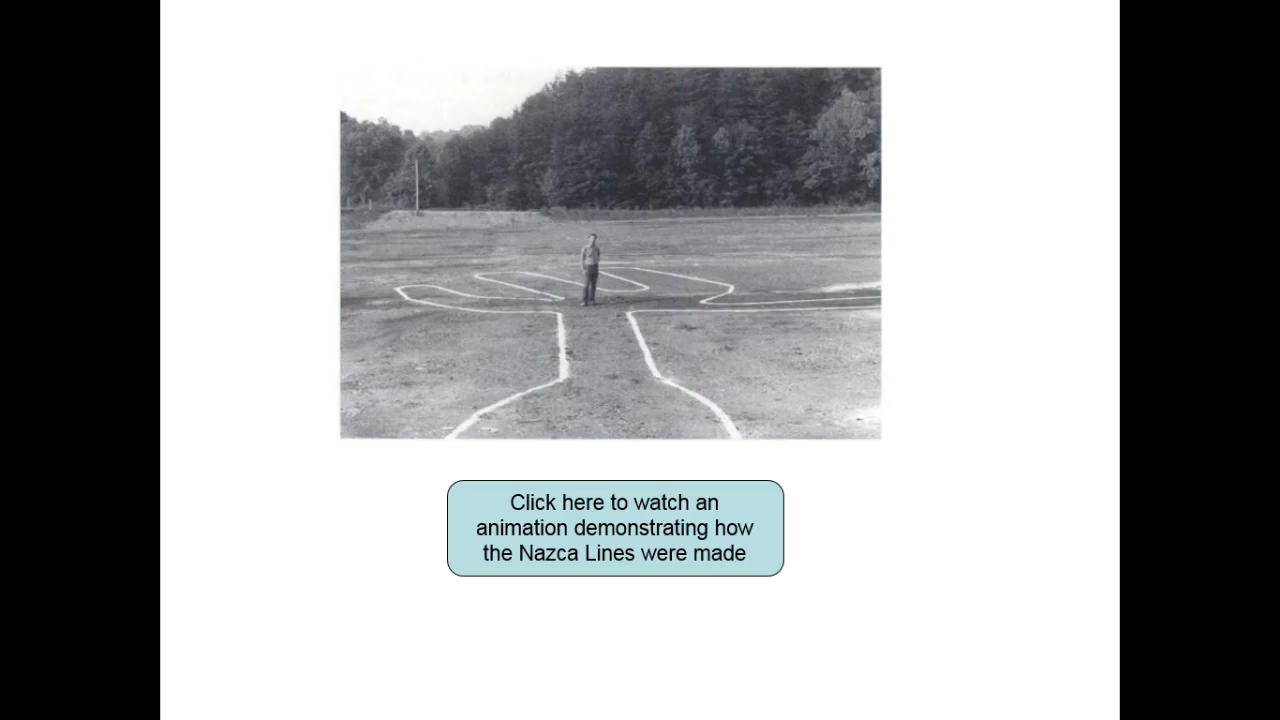 Click here to watch an
animation demonstrating how
the Nazca Lines were made